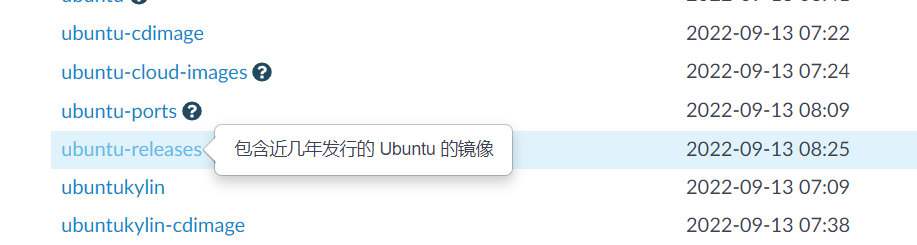 ubuntu
ubuntu-cdimage 2022-09-13 07:22
ubuntu-cloud-images ? 2022-09-13 07:24
ubuntu-ports ? 2022-09-13 08:09
ubuntu-releases 包含近几年发行的 Ubuntu 的镜像 2022-09-13 08:25
ubuntukylin 2022-09-13 07:09
ubuntukylin-cdimage 2022-09-13 07:38